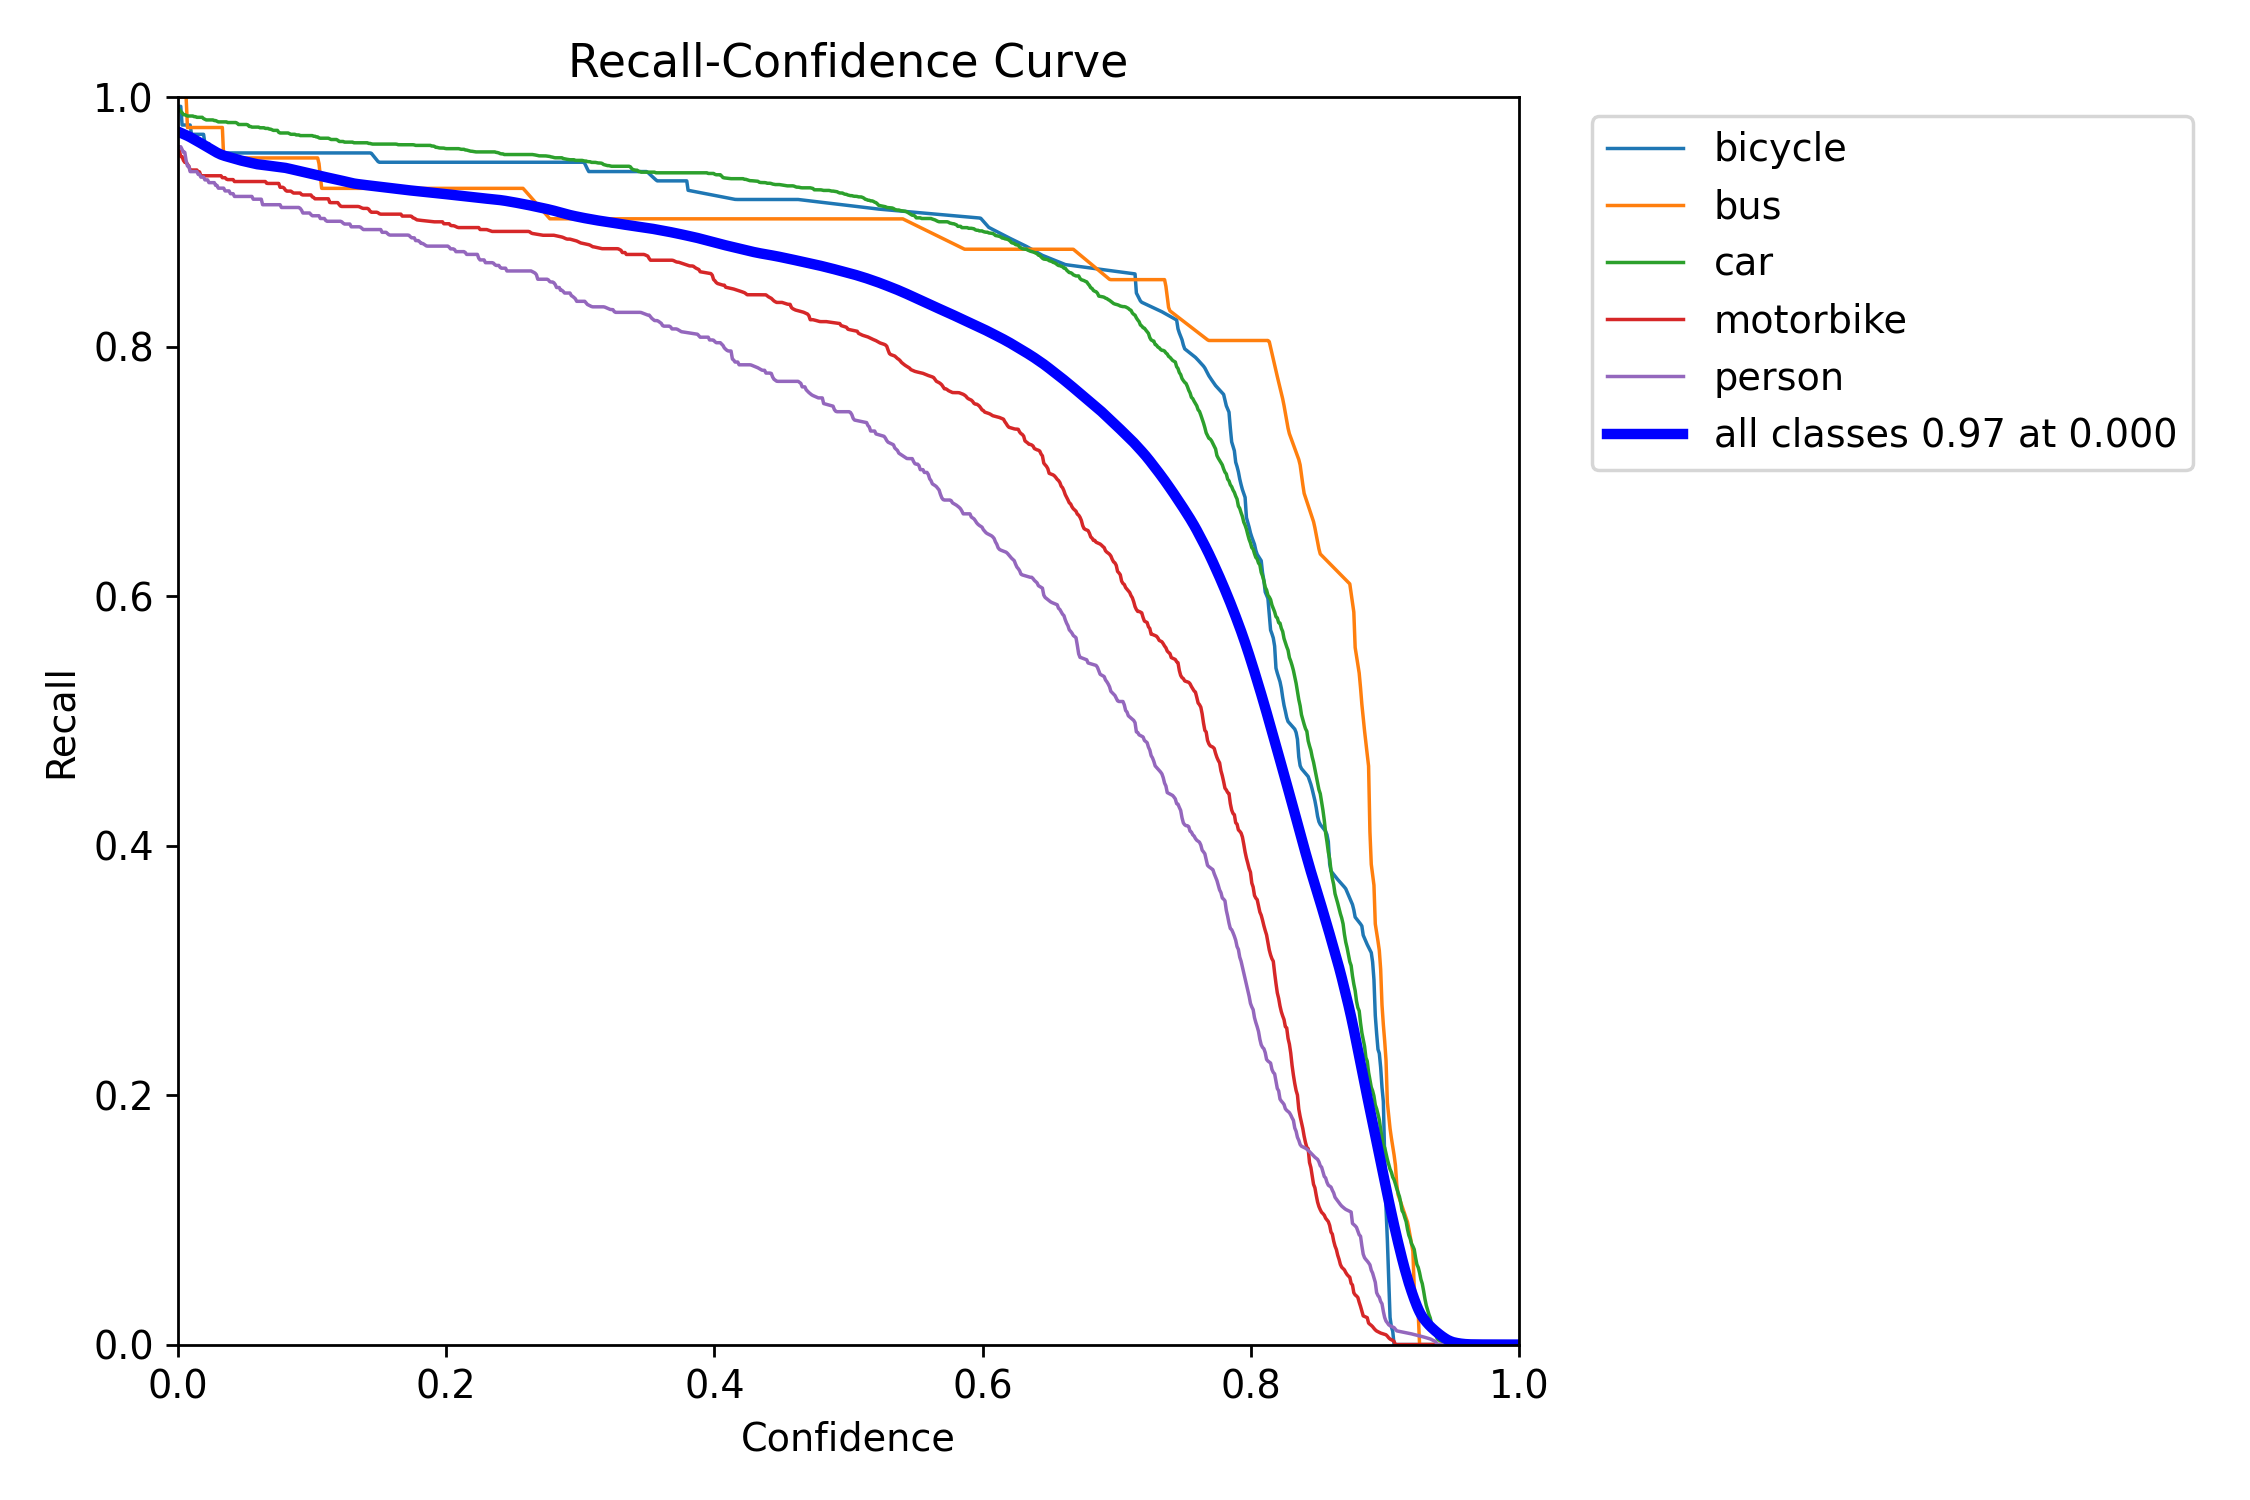 Recall-Confidence Curve
1.0
0.8
0.6
0.4
0.2
0.0
Recall
0.0 0.2 0.4 0.6 0.8 1.0
Confidence
bicycle
bus
car
motorbike
person
all classes 0.97 at 0.000